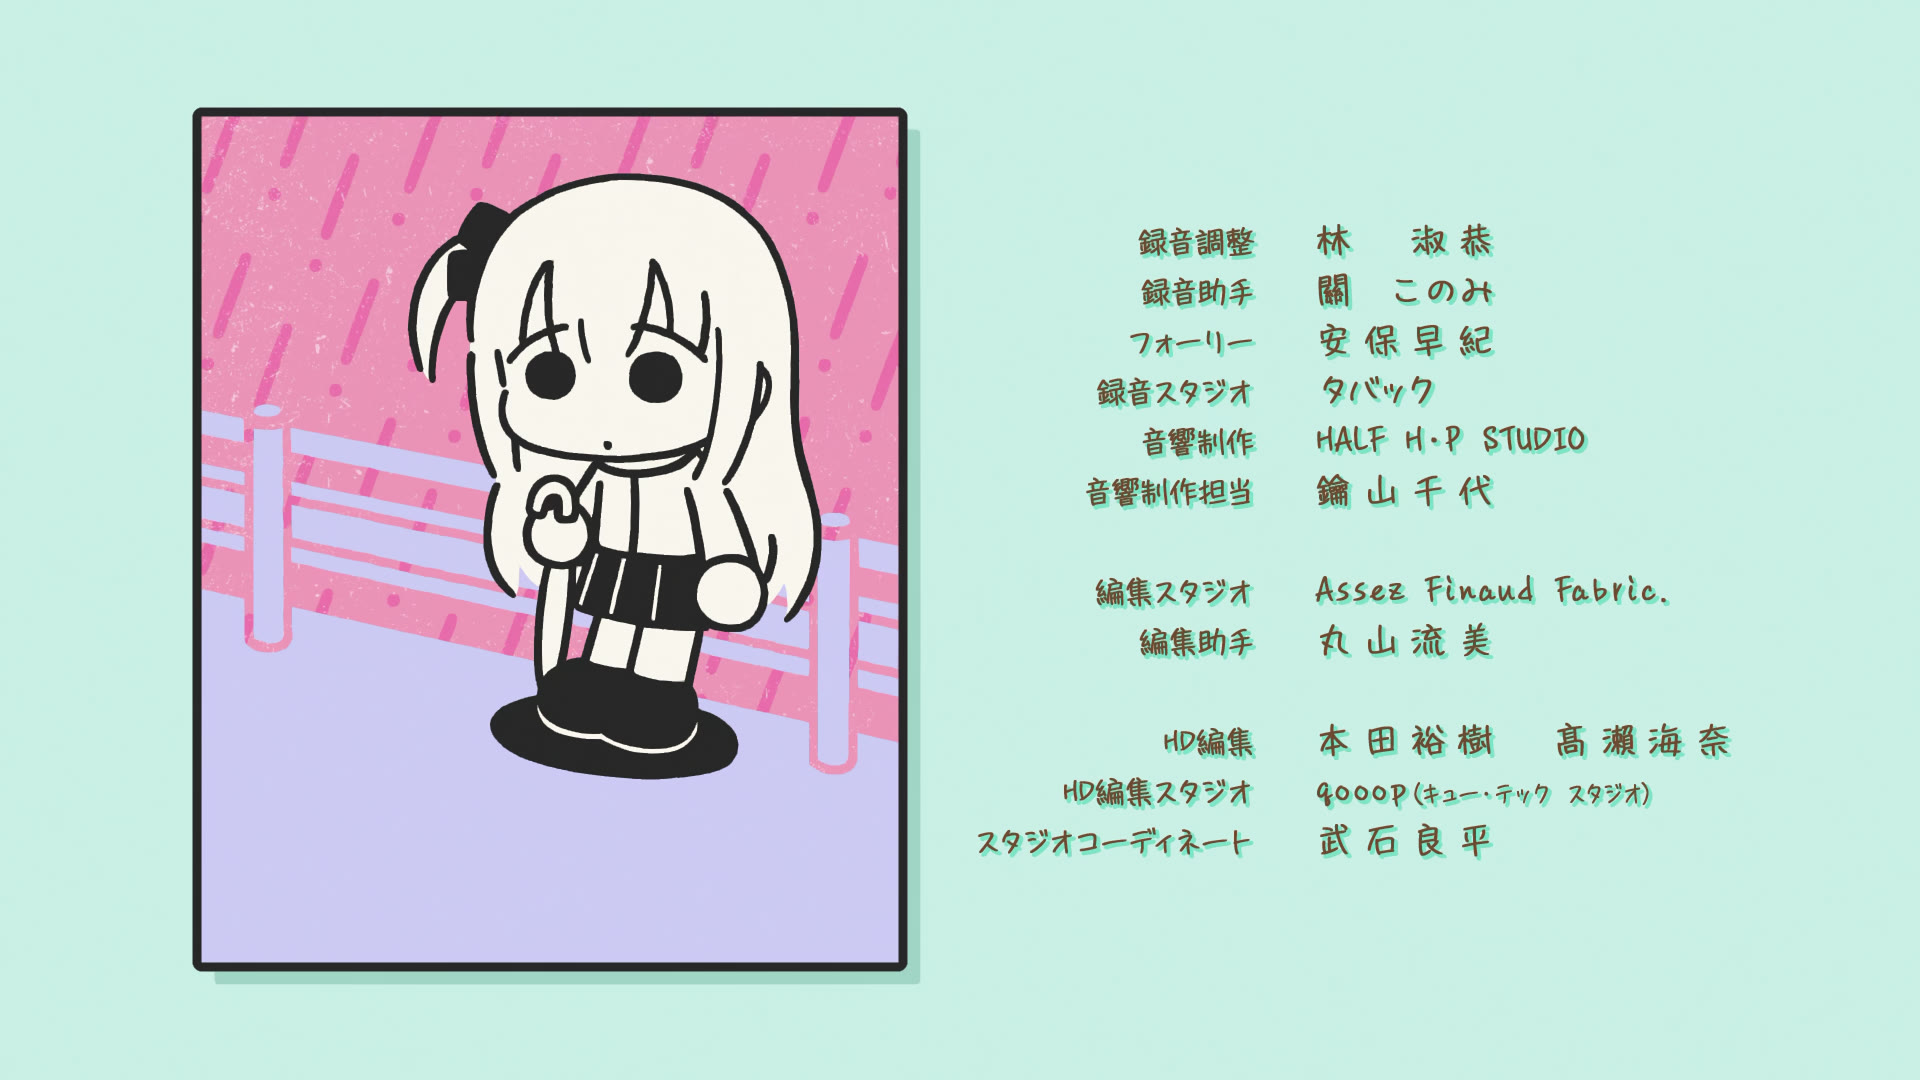 録音調整 林 淑恭
録音助手 關 このみ
フォーリー 安保早紀
録音スタジオ タバック
音響制作 HALF H・P STUDIO
音響制作担当 鑰山千代
編集スタジオ Assez Finaud Fabric.
編集助手 丸山流美
HD編集 本田裕樹 髙瀨海奈
HD編集スタジオ qooop(キュー・テック スタジオ)
スタジオコーディネート 武石良平